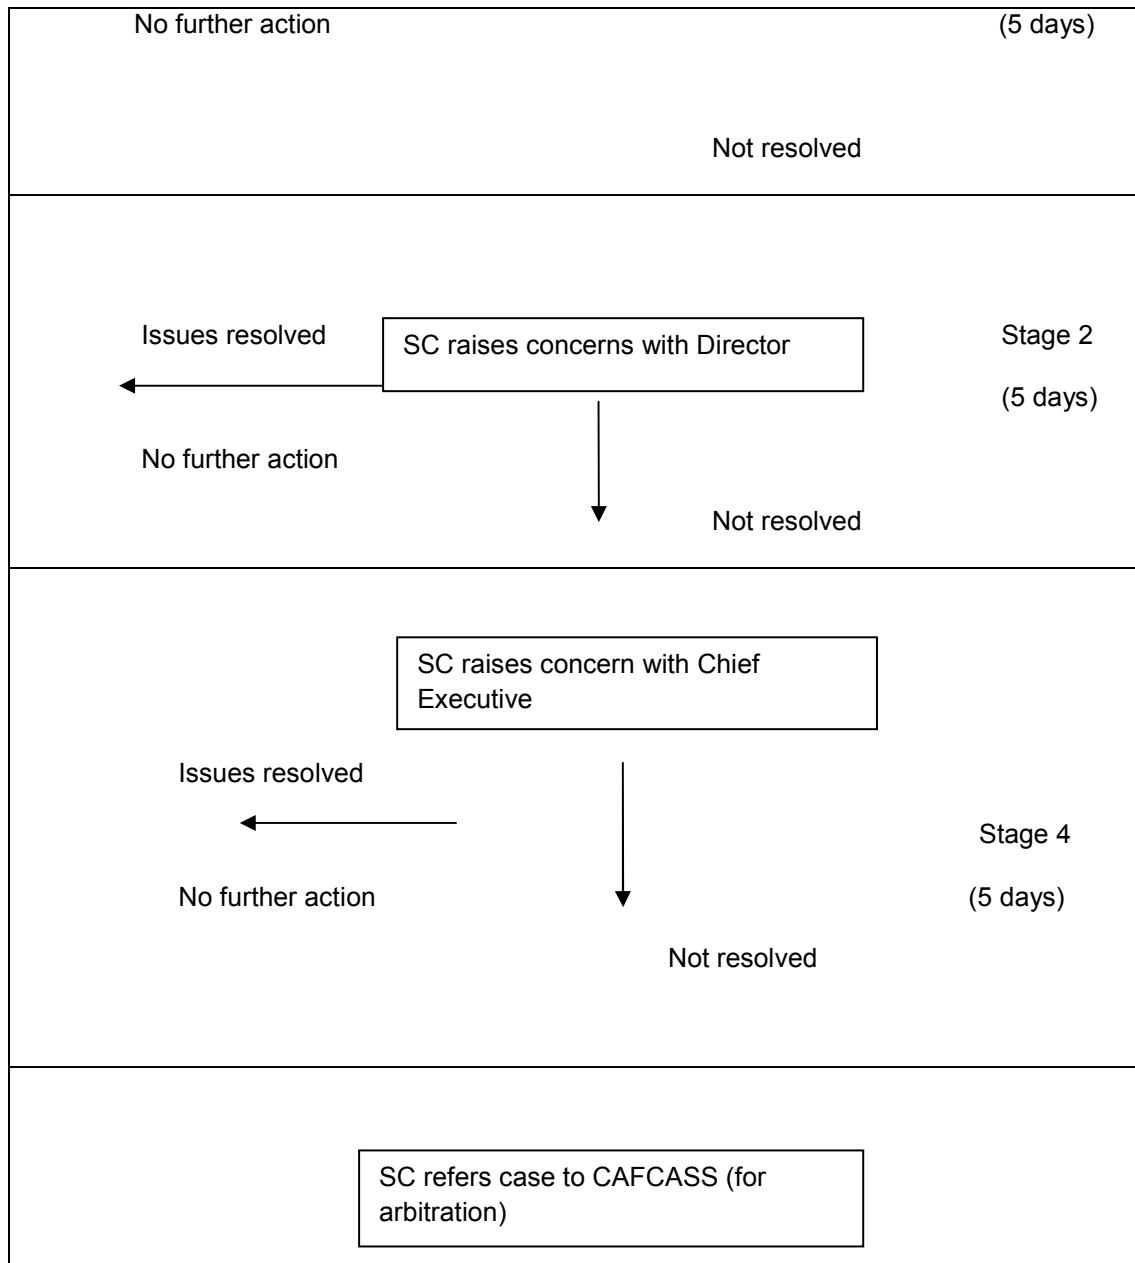 No further action (5 days)
Not resolved
Issues resolved SC raises concerns with Director Stage 2
(5 days)
No further action
Not resolved
SC raises concern with Chief
Executive
Issues resolved
Stage 4
No further action (5 days)
Not resolved
SC refers case to CAFCASS (for
arbitration)